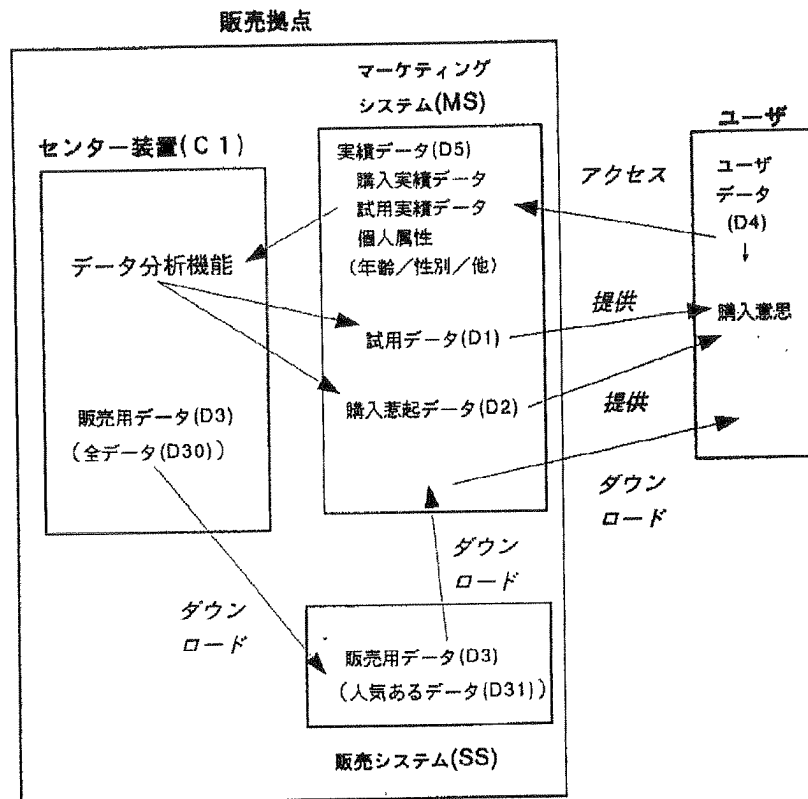 販売拠点
マーケティング
システム(MS)
センター装置(C1)
データ分析機能
販売用データ(D3)
(全データ(D30))
実績データ(D5)
購入実績データ
試用実績データ
個人属性
(年齢/性別/他)
試用データ(D1)
購入惹起データ(D2)
ユーザ
ユーザ
データ
(D4)
↓
購入意思
アクセス
提供
提供
ダウン
ロード
ダウン
ロード
ダウン
ロード
販売用データ(D3)
(人気あるデータ(D31))
販売システム(SS)